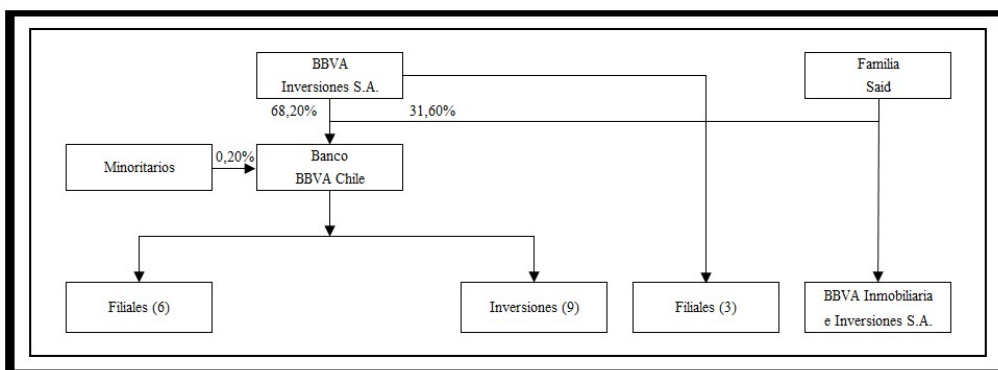 BBVA
Inversiones S.A.
Familia
Said
68,20%
31,60%
Minoritarios
0,20%
Banco
BBVA Chile
Filiales (6)
Inversiones (9)
Filiales (3)
BBVA Inmobiliaria
e Inversiones S.A.